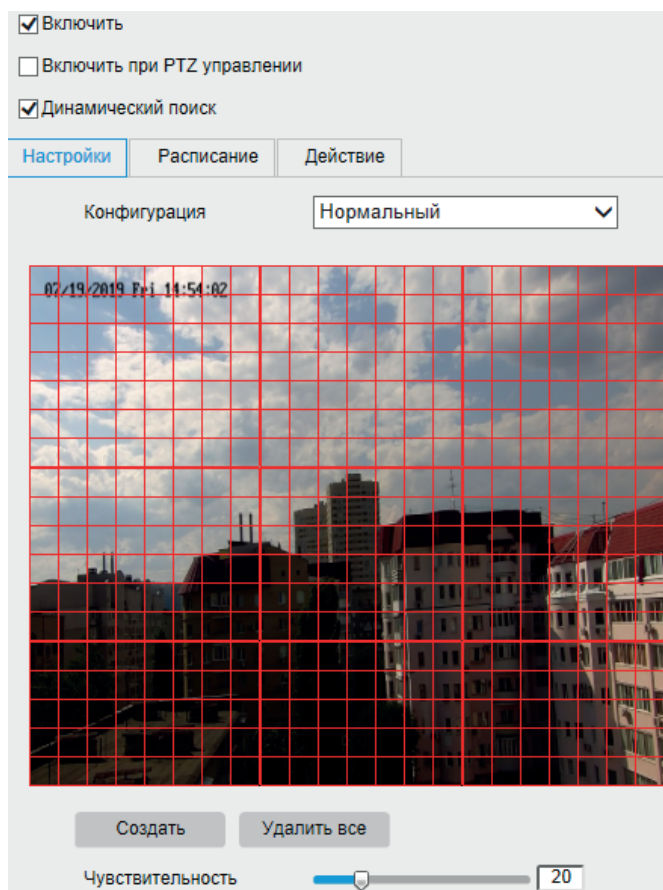 Включить
Включить при PTZ управлении
Динамический поиск
Настройки Расписание Действие
Конфигурация Нормальный
07/19/2019 Fri 14:54:02
Создать Удалить все
Чувствительность 20